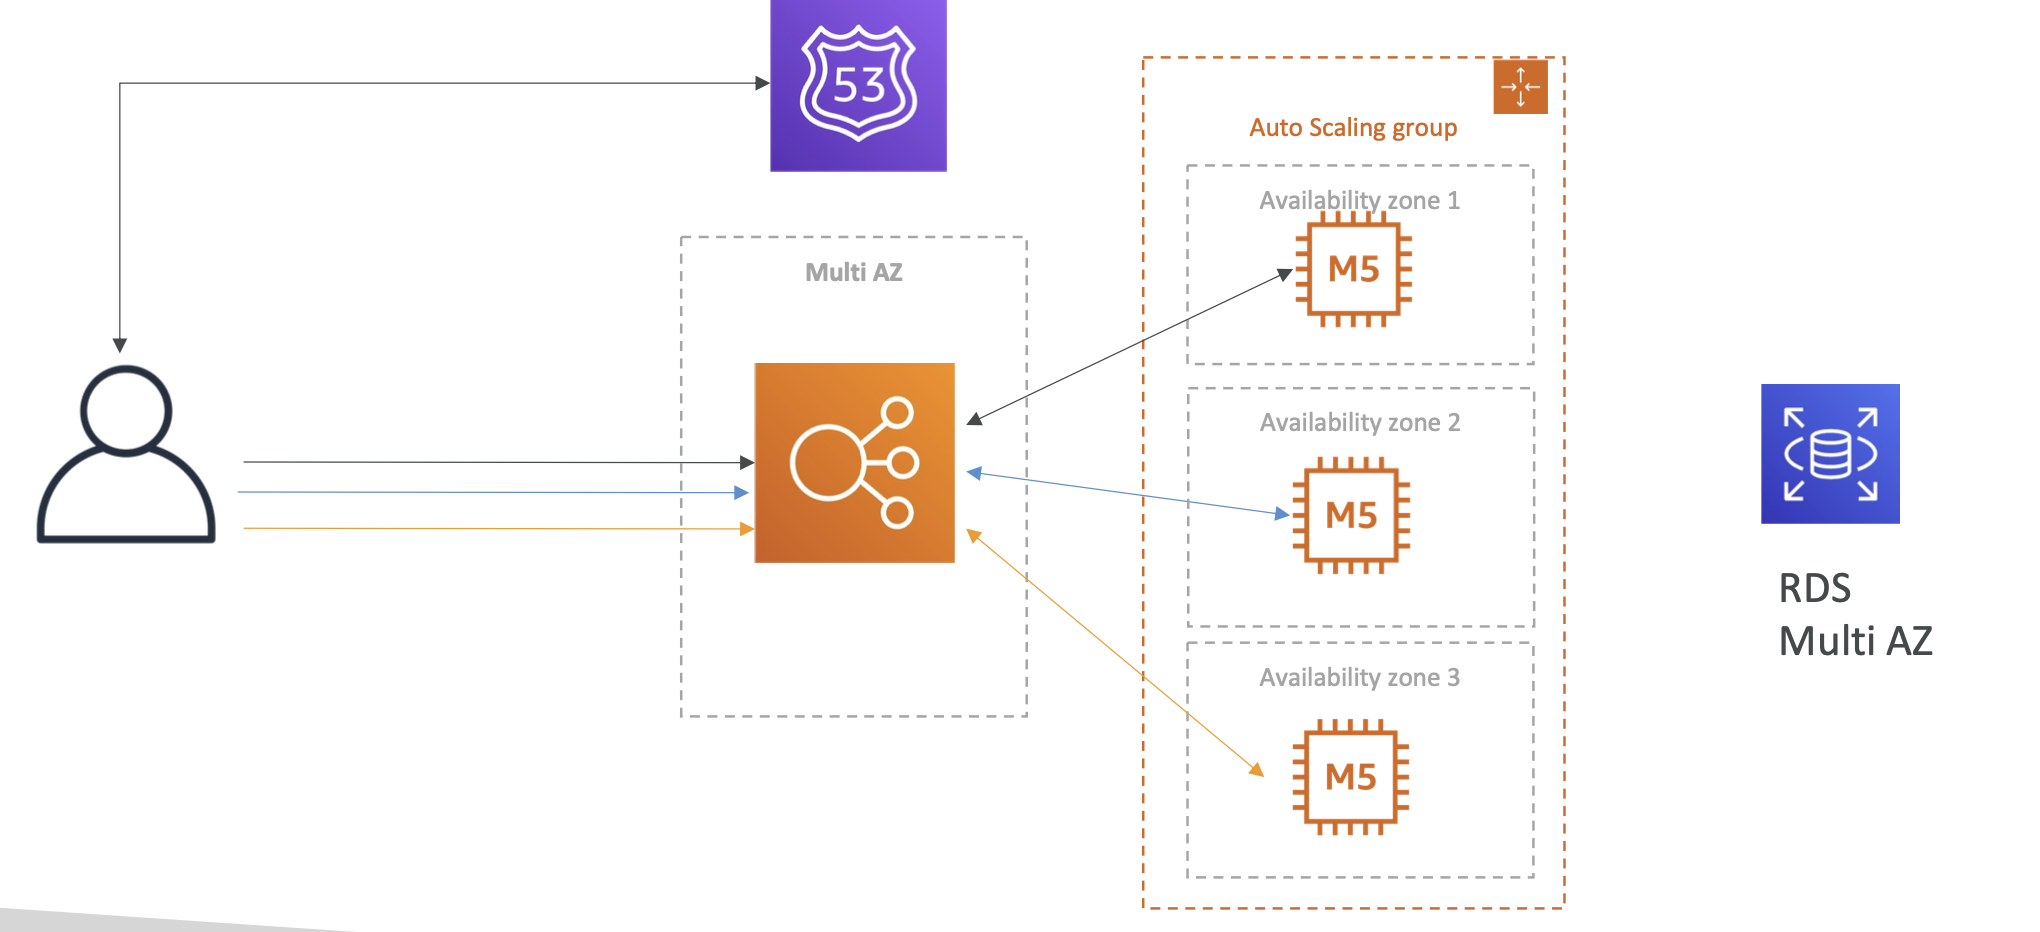 53
Auto Scaling group
Availability zone 1
M5
Multi AZ
Availability zone 2
M5
RDS
Multi AZ
Availability zone 3
M5